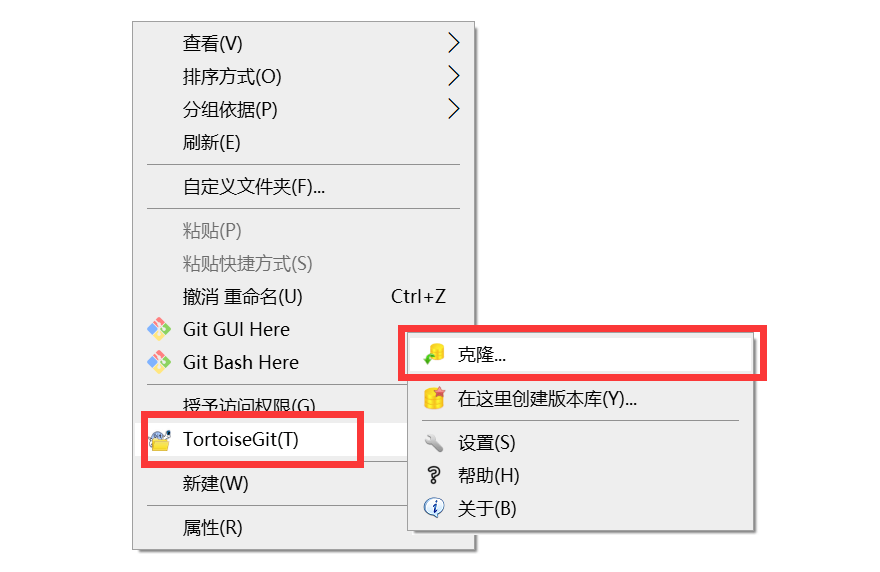 查看(V)
排序方式(O)
分组依据(P)
刷新(E)
自定义文件夹(F)...
粘贴(P)
粘贴快捷方式(S)
撤消 重命名(U) Ctrl+Z
Git GUI Here
Git Bash Here
授予访问权限(G)
TortoiseGit(T)
新建(W)
属性(R)
克隆...
在这里创建版本库(Y)...
设置(S)
帮助(H)
关于(B)